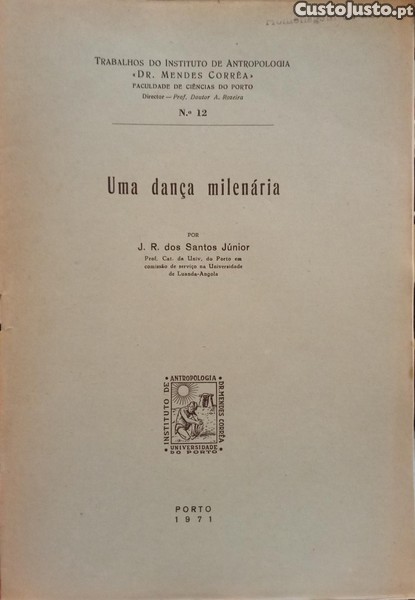 CustoJusto.pt
TRABALHOS DO INSTITUTO DE ANTROPOLOGIA
«DR. MENDES CORRÊA»
FACULDADE DE CIÊNCIAS DO PORTO
Director — Prof. Doutor A. Rozeira
N.º 12
Uma dança milenária
POR
J. R. dos Santos Júnior
Prof. Cat. da Univ. do Porto em
comissão de serviço na Universidade
de Luanda-Angola
INSTITUTO DE ANTROPOLOGIA DR. MENDES CORRÊA
UNIVERSIDADE
DO PORTO
PORTO
1971